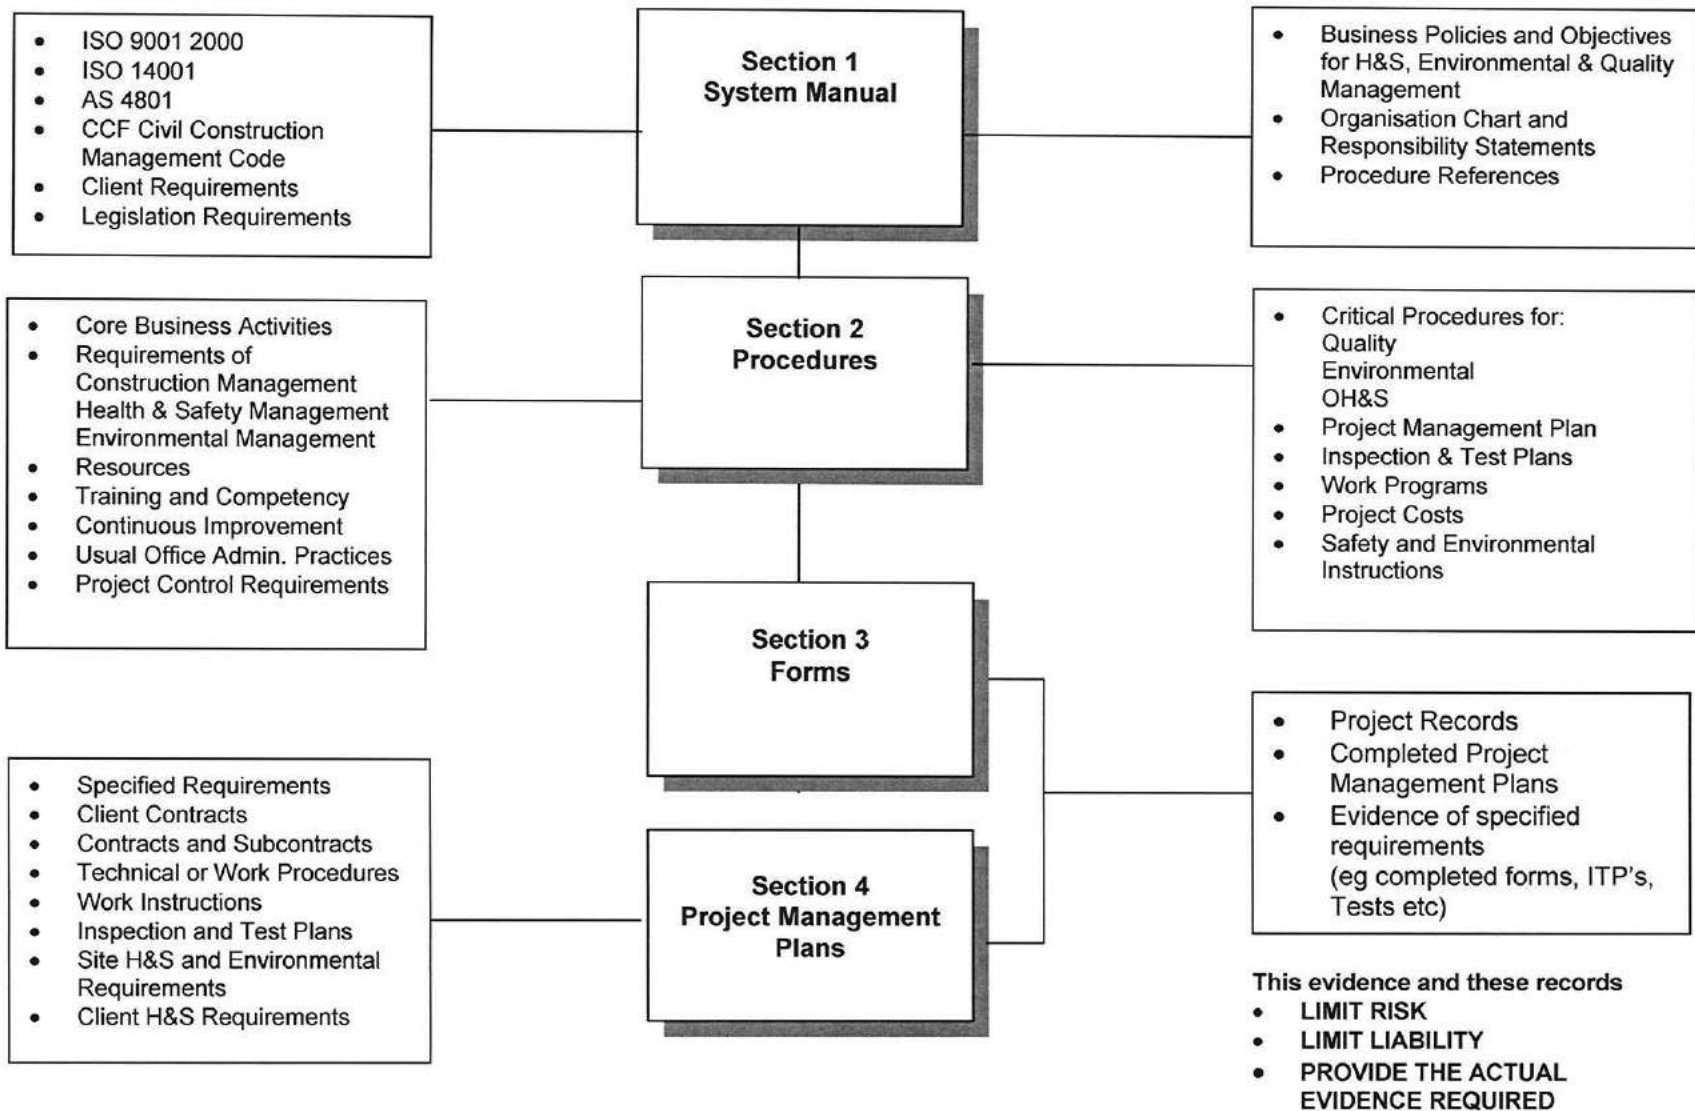 • ISO 9001 2000
• ISO 14001
• AS 4801
• CCF Civil Construction
Management Code
• Client Requirements
• Legislation Requirements
Section 1
System Manual
• Business Policies and Objectives
for H&S, Environmental & Quality
Management
• Organisation Chart and
Responsibility Statements
• Procedure References
• Core Business Activities
• Requirements of
Construction Management
Health & Safety Management
Environmental Management
• Resources
• Training and Competency
• Continuous Improvement
• Usual Office Admin. Practices
• Project Control Requirements
Section 2
Procedures
• Critical Procedures for:
Quality
Environmental
OH&S
• Project Management Plan
• Inspection & Test Plans
• Work Programs
• Project Costs
• Safety and Environmental
Instructions
Section 3
Forms
• Project Records
• Completed Project
Management Plans
• Evidence of specified
requirements
(eg completed forms, ITP's,
Tests etc)
• Specified Requirements
• Client Contracts
• Contracts and Subcontracts
• Technical or Work Procedures
• Work Instructions
• Inspection and Test Plans
• Site H&S and Environmental
Requirements
• Client H&S Requirements
Section 4
Project Management
Plans
This evidence and these records
• LIMIT RISK
• LIMIT LIABILITY
• PROVIDE THE ACTUAL
EVIDENCE REQUIRED